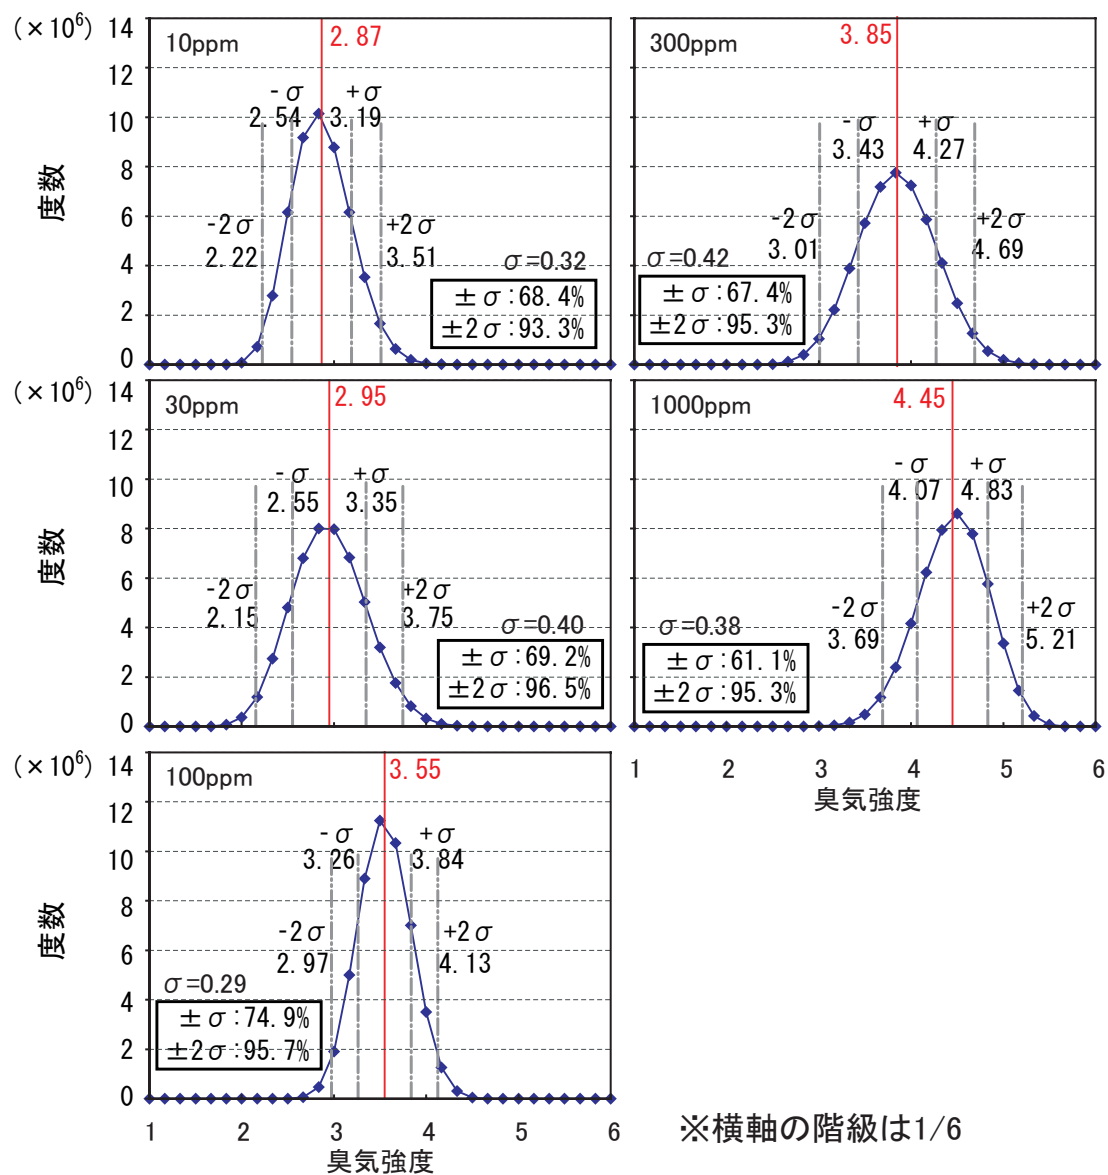 (×10⁶)
14
12
10
8
6
4
2
0
度数
10ppm
2.87
-σ
2.54
+σ
3.19
-2σ
2.22
+2σ
3.51
σ=0.32
±σ:68.4%
±2σ:93.3%
300ppm
3.85
-σ
3.43
+σ
4.27
-2σ
3.01
+2σ
4.69
σ=0.42
±σ:67.4%
±2σ:95.3%
(×10⁶)
14
12
10
8
6
4
2
0
度数
30ppm
2.95
-σ
2.55
+σ
3.35
-2σ
2.15
+2σ
3.75
σ=0.40
±σ:69.2%
±2σ:96.5%
1000ppm
4.45
-σ
4.07
+σ
4.83
-2σ
3.69
+2σ
5.21
σ=0.38
±σ:61.1%
±2σ:95.3%
1 2 3 4 5 6
臭気強度
(×10⁶)
14
12
10
8
6
4
2
0
度数
100ppm
3.55
-σ
3.26
+σ
3.84
-2σ
2.97
+2σ
4.13
σ=0.29
±σ:74.9%
±2σ:95.7%
1 2 3 4 5 6
臭気強度
※横軸の階級は1/6